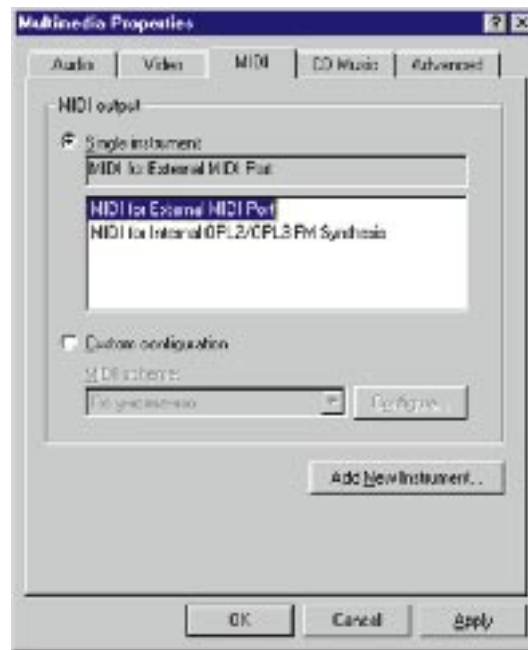 Multimedia Properties
Audio Video MIDI CD Music Advanced
MIDI output
Single instrument
MIDI for External MIDI Port
MIDI for External MIDI Port
MIDI for Internal OPL2/OPL3 FM Synthesis
Custom configuration
MIDI scheme:
По умолчанию Configure...
Add New Instrument...
OK Cancel Apply